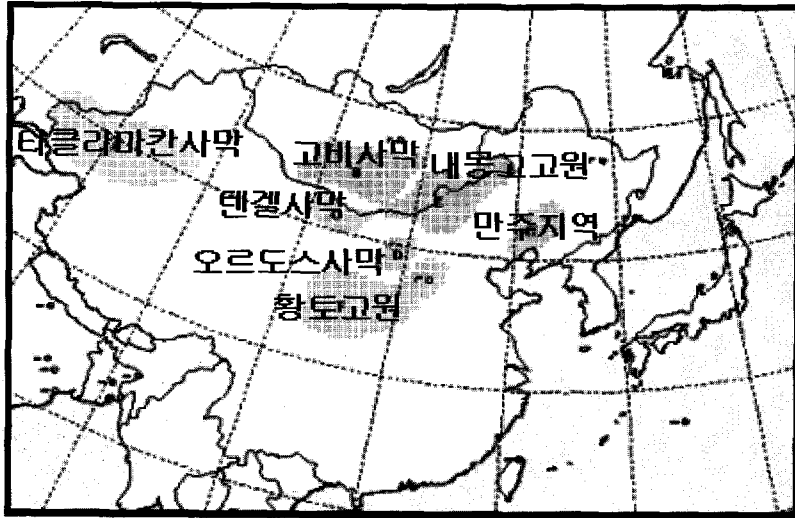 타클라마칸사막
고비사막
내몽고고원
텐겔사막
만주지역
오르도스사막
황토고원